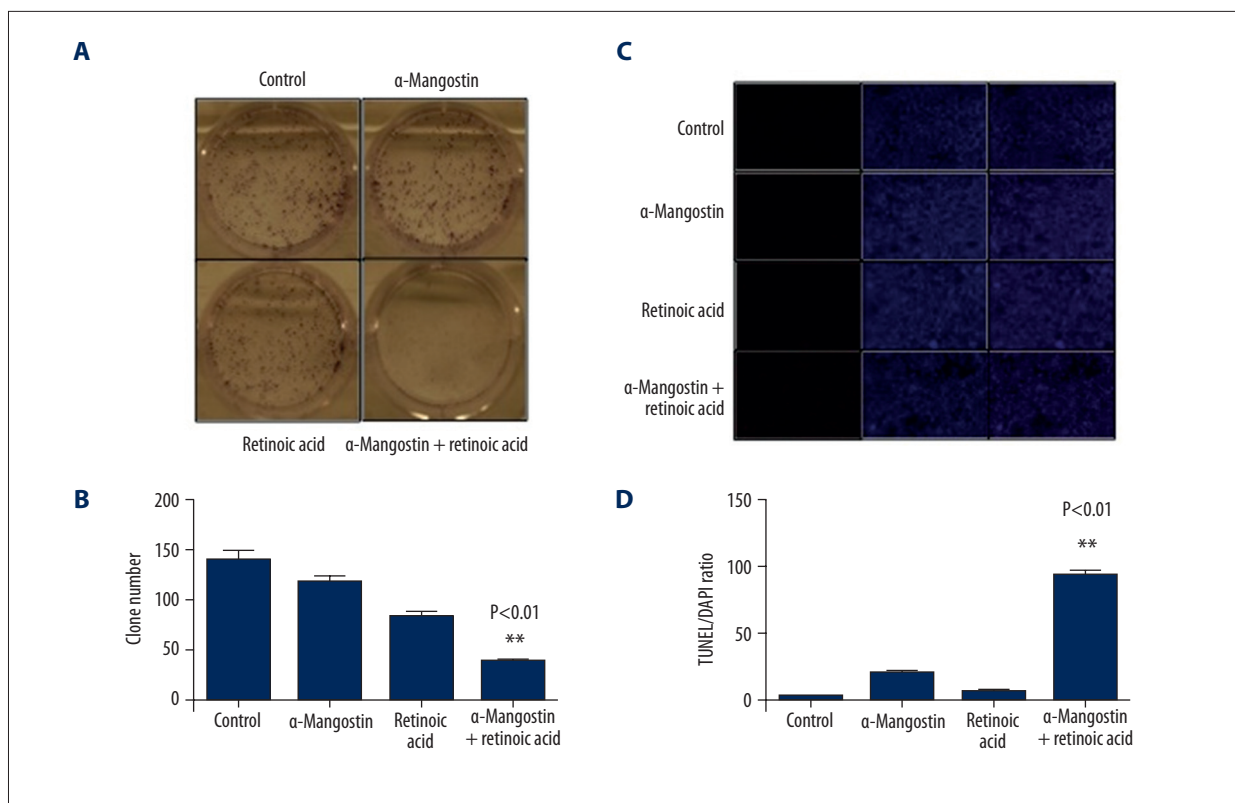 A
Control
α-Mangostin
Retinoic acid
α-Mangostin + retinoic acid
B
200
150
100
50
0
Clone number
P<0.01
**
Control
α-Mangostin
Retinoic
acid
α-Mangostin
+ retinoic acid
C
Control
α-Mangostin
Retinoic acid
α-Mangostin +
retinoic acid
D
150
100
50
0
TUNEL/DAPI ratio
P<0.01
**
Control
α-Mangostin
Retinoic
acid
α-Mangostin
+ retinoic acid